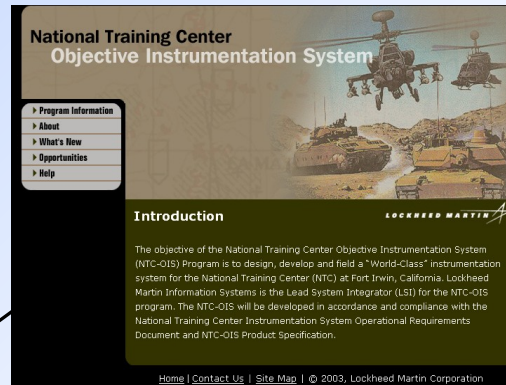 National Training Center
Objective Instrumentation System
Program Information
About
What's New
Opportunities
Help
Introduction
LOCKHEED MARTIN
The objective of the National Training Center Objective Instrumentation System
(NTC-OIS) Program is to design, develop and field a "World-Class" instrumentation
system for the National Training Center (NTC) at Fort Irwin, California. Lockheed
Martin Information Systems is the Lead System Integrator (LSI) for the NTC-OIS
program. The NTC-OIS will be developed in accordance and compliance with the
National Training Center Instrumentation System Operational Requirements
Document and NTC-OIS Product Specification.
Home | Contact Us | Site Map | © 2003, Lockheed Martin Corporation